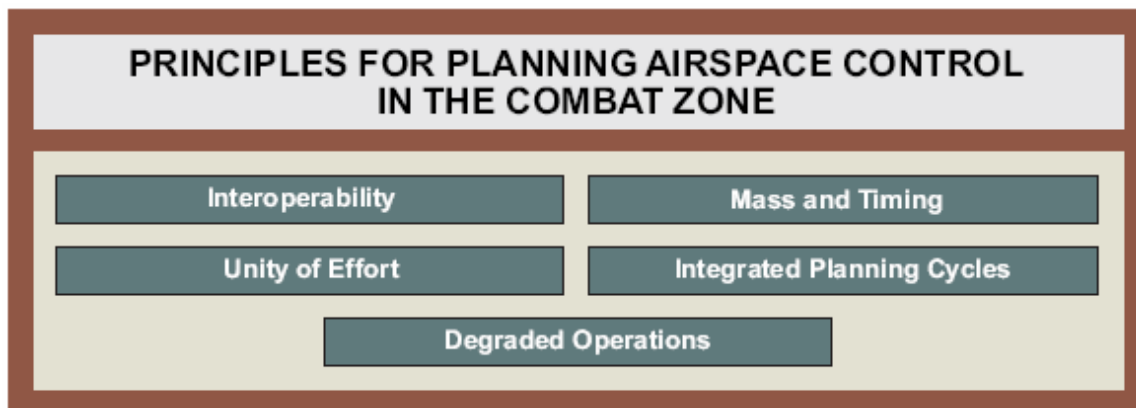 PRINCIPLES FOR PLANNING AIRSPACE CONTROL
IN THE COMBAT ZONE
Interoperability
Mass and Timing
Unity of Effort
Integrated Planning Cycles
Degraded Operations